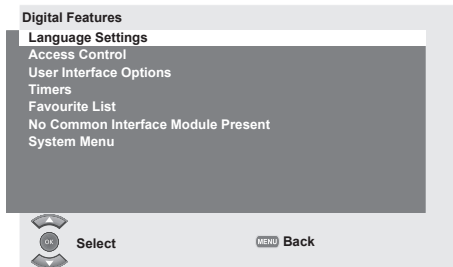 Digital Features
Language Settings
Access Control
User Interface Options
Timers
Favourite List
No Common Interface Module Present
System Menu
OK Select MENU Back